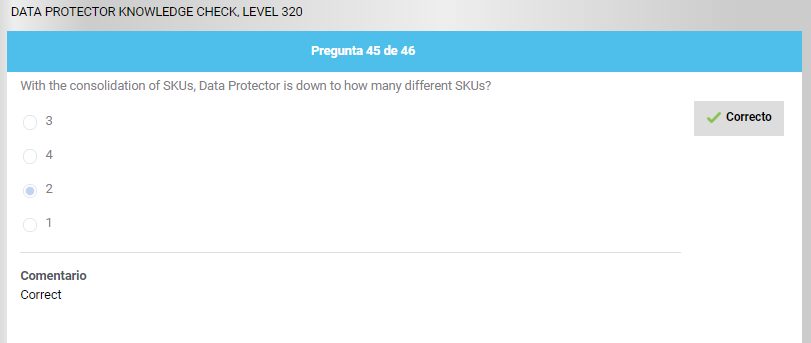 DATA PROTECTOR KNOWLEDGE CHECK, LEVEL 320
Pregunta 45 de 46
With the consolidation of SKUs, Data Protector is down to how many different SKUs?
Correcto
3
4
2
1
Comentario
Correct